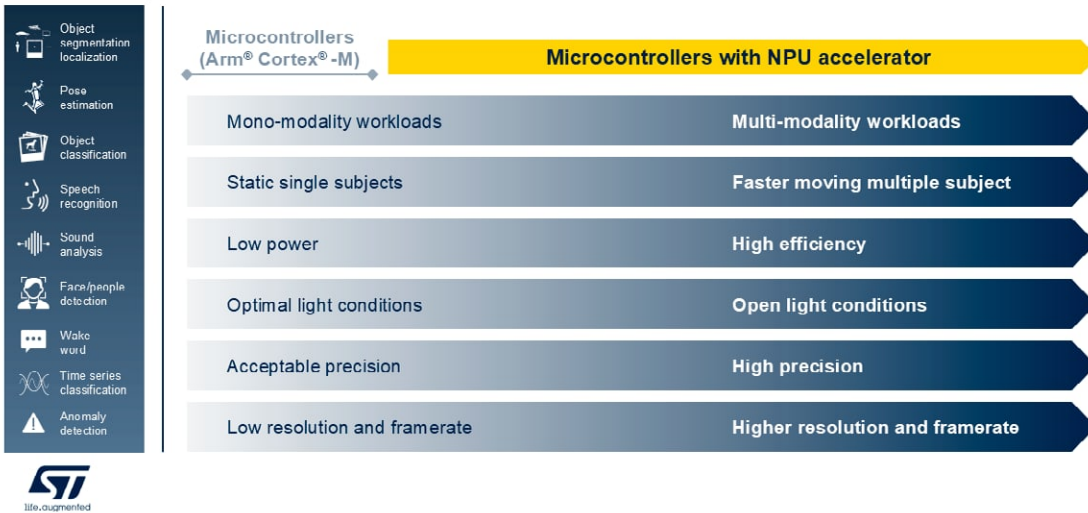 Object
segmentation
localization
Pose
estimation
Object
classification
Speech
recognition
Sound
analysis
Face/people
detection
Wake
word
Time series
classification
Anomaly
detection
Microcontrollers
(Arm® Cortex® -M)
Microcontrollers with NPU accelerator
Mono-modality workloads Multi-modality workloads
Static single subjects Faster moving multiple subject
Low power High efficiency
Optimal light conditions Open light conditions
Acceptable precision High precision
Low resolution and framerate Higher resolution and framerate
ST
life.augmented